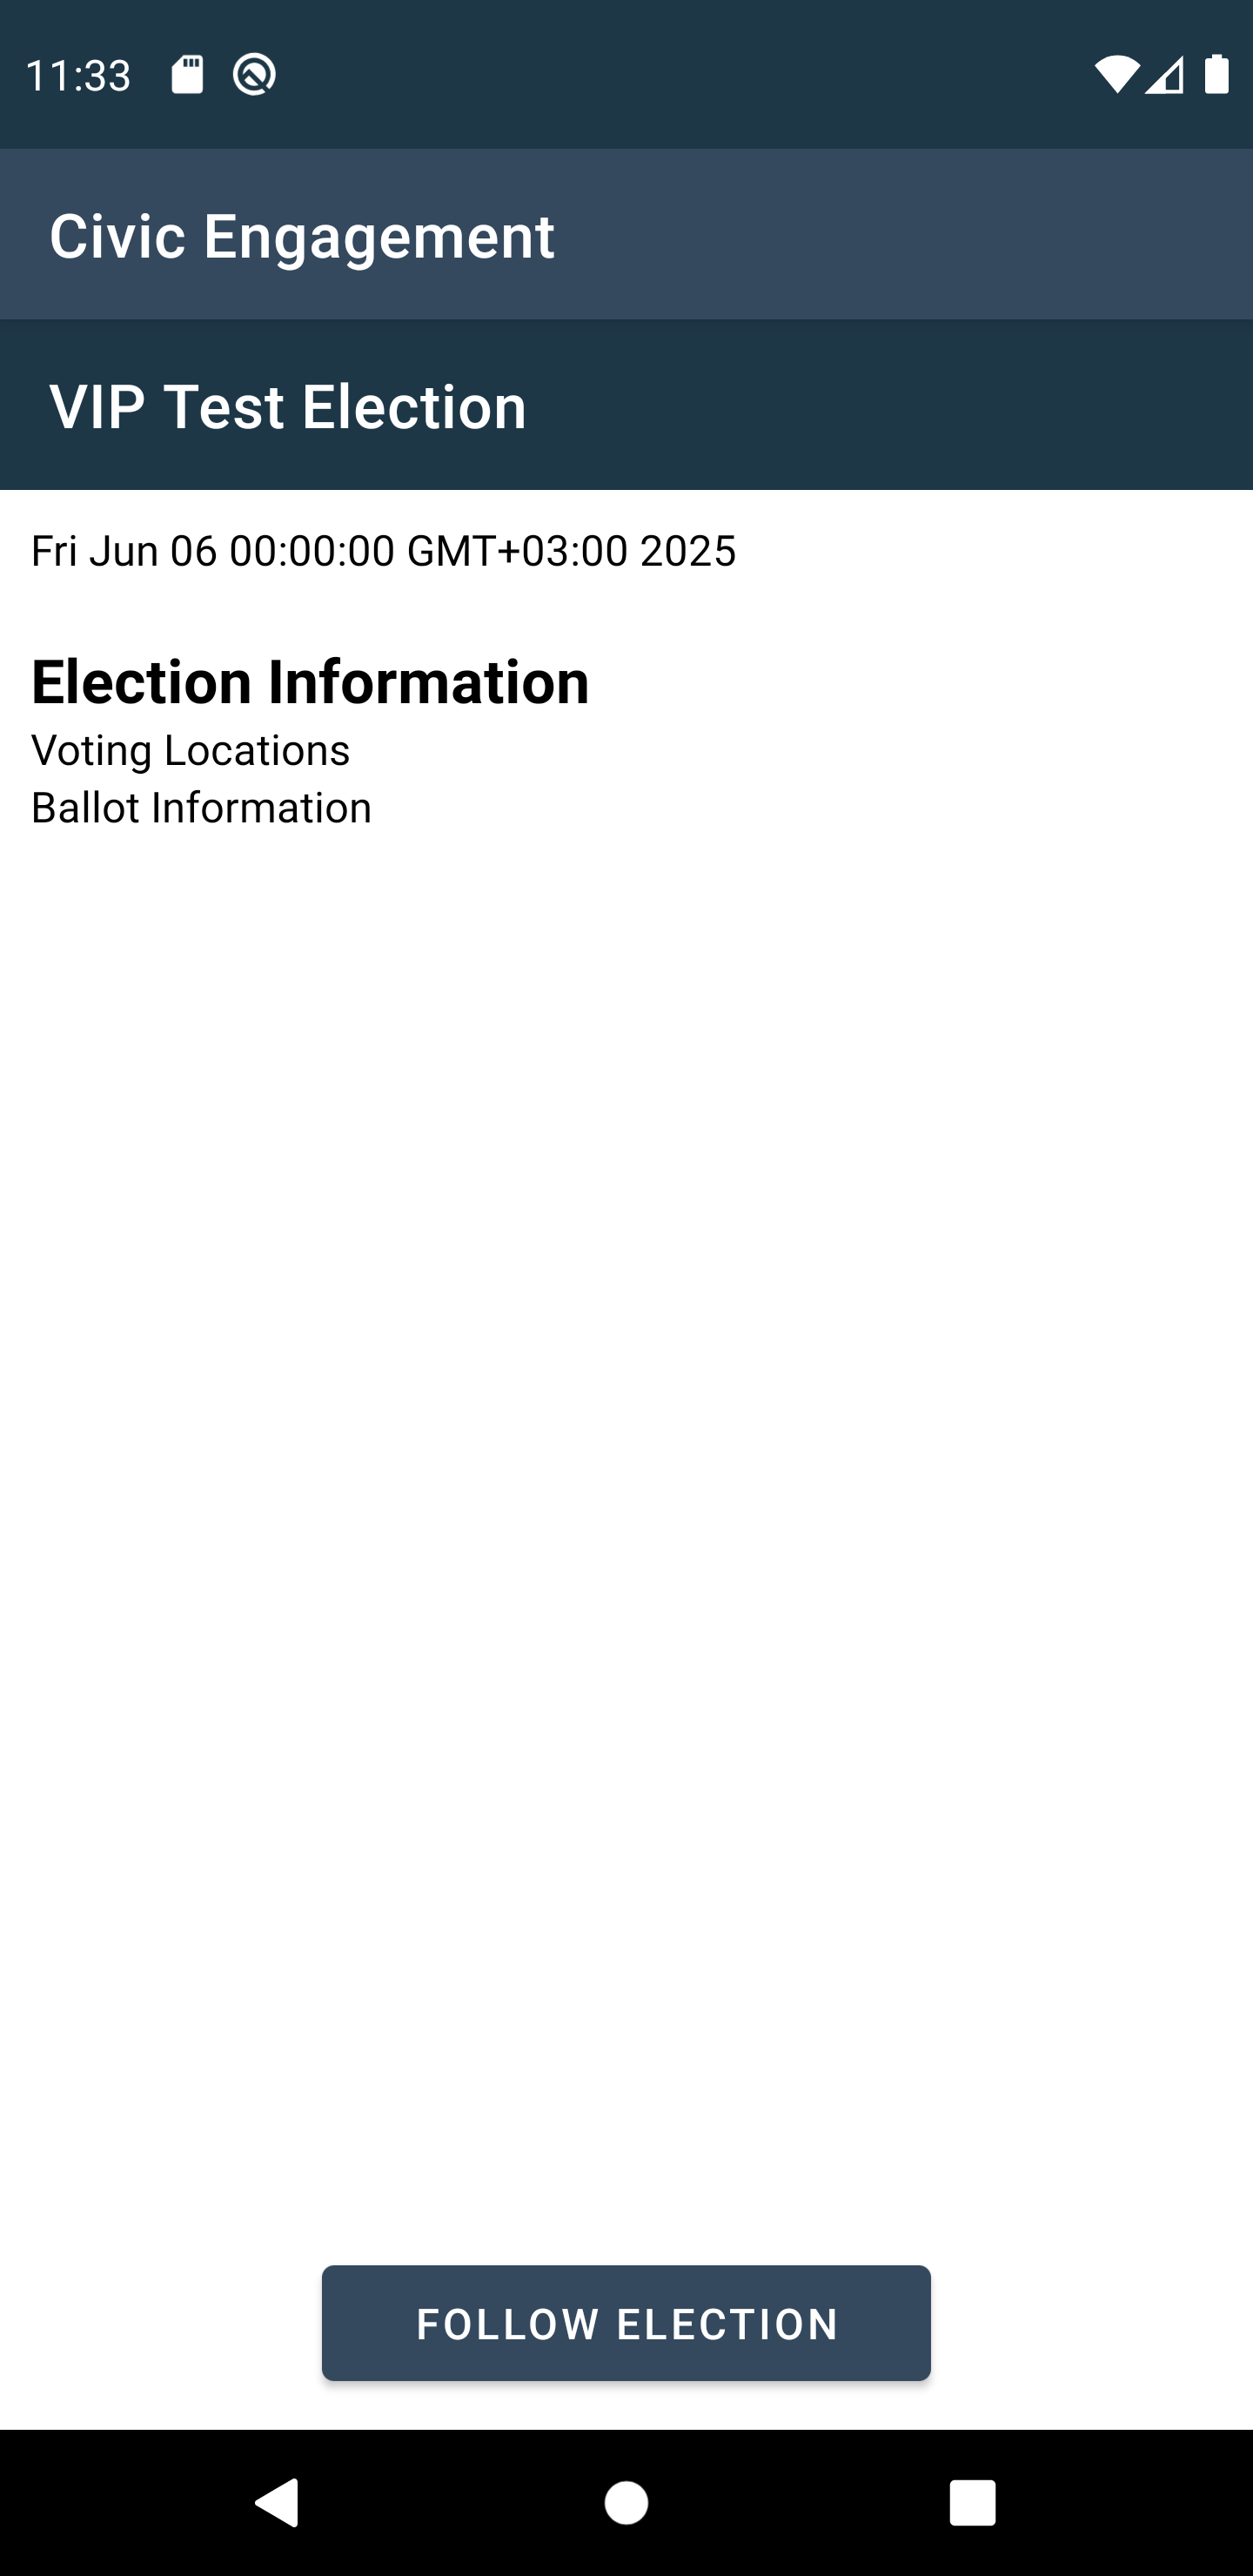 11:33
Civic Engagement
VIP Test Election
Fri Jun 06 00:00:00 GMT+03:00 2025
Election Information
Voting Locations
Ballot Information
FOLLOW ELECTION